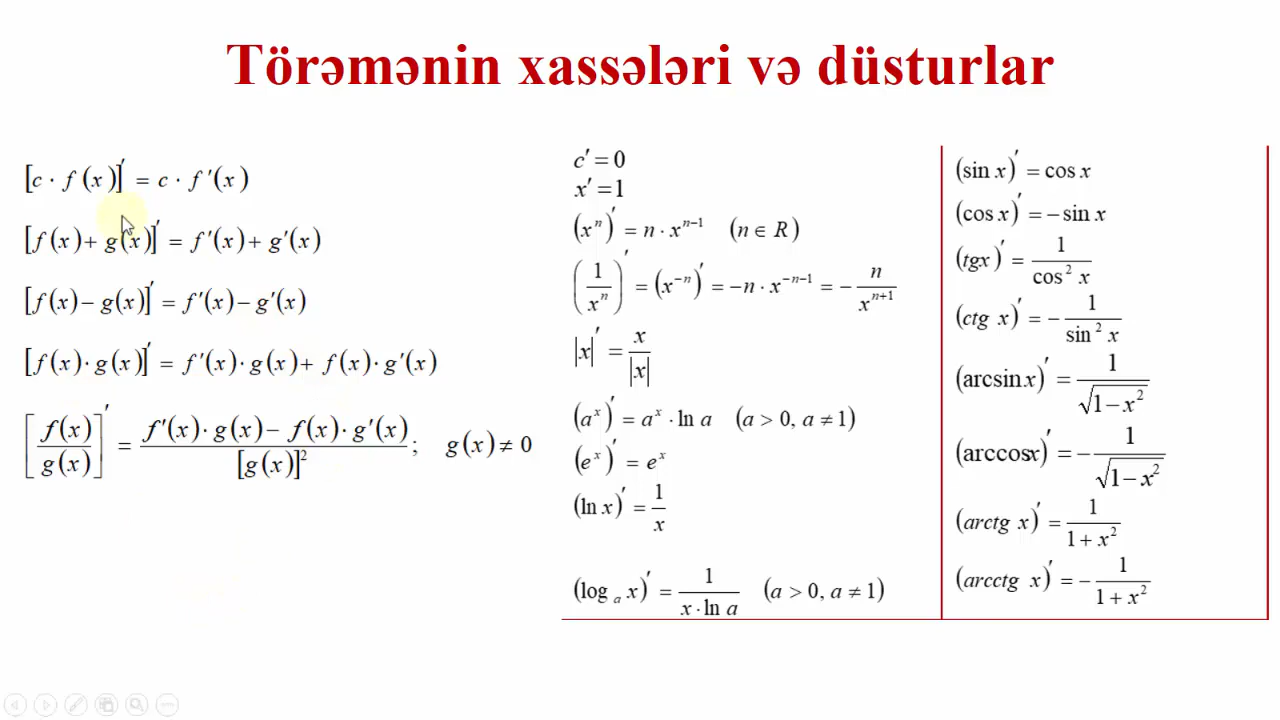 Törəmənin xassələri və düsturlar
[c · f(x)]′ = c · f′(x)
[f(x) + g(x)]′ = f′(x) + g′(x)
[f(x) − g(x)]′ = f′(x) − g′(x)
[f(x) · g(x)]′ = f′(x) · g(x) + f(x) · g′(x)
[f(x)/g(x)]′ = (f′(x) · g(x) − f(x) · g′(x))/[g(x)]²; g(x) ≠ 0
c′ = 0
x′ = 1
(xⁿ)′ = n · xⁿ⁻¹ (n ∈ R)
(1/xⁿ)′ = (x⁻ⁿ)′ = −n · x⁻ⁿ⁻¹ = − n/xⁿ⁺¹
|x|′ = x/|x|
(aˣ)′ = aˣ · ln a (a > 0, a ≠ 1)
(eˣ)′ = eˣ
(ln x)′ = 1/x
(logₐ x)′ = 1/(x · ln a) (a > 0, a ≠ 1)
(sin x)′ = cos x
(cos x)′ = − sin x
(tgx)′ = 1/cos² x
(ctg x)′ = − 1/sin² x
(arcsin x)′ = 1/√(1 − x²)
(arccos x)′ = − 1/√(1 − x²)
(arctg x)′ = 1/(1 + x²)
(arcctg x)′ = − 1/(1 + x²)